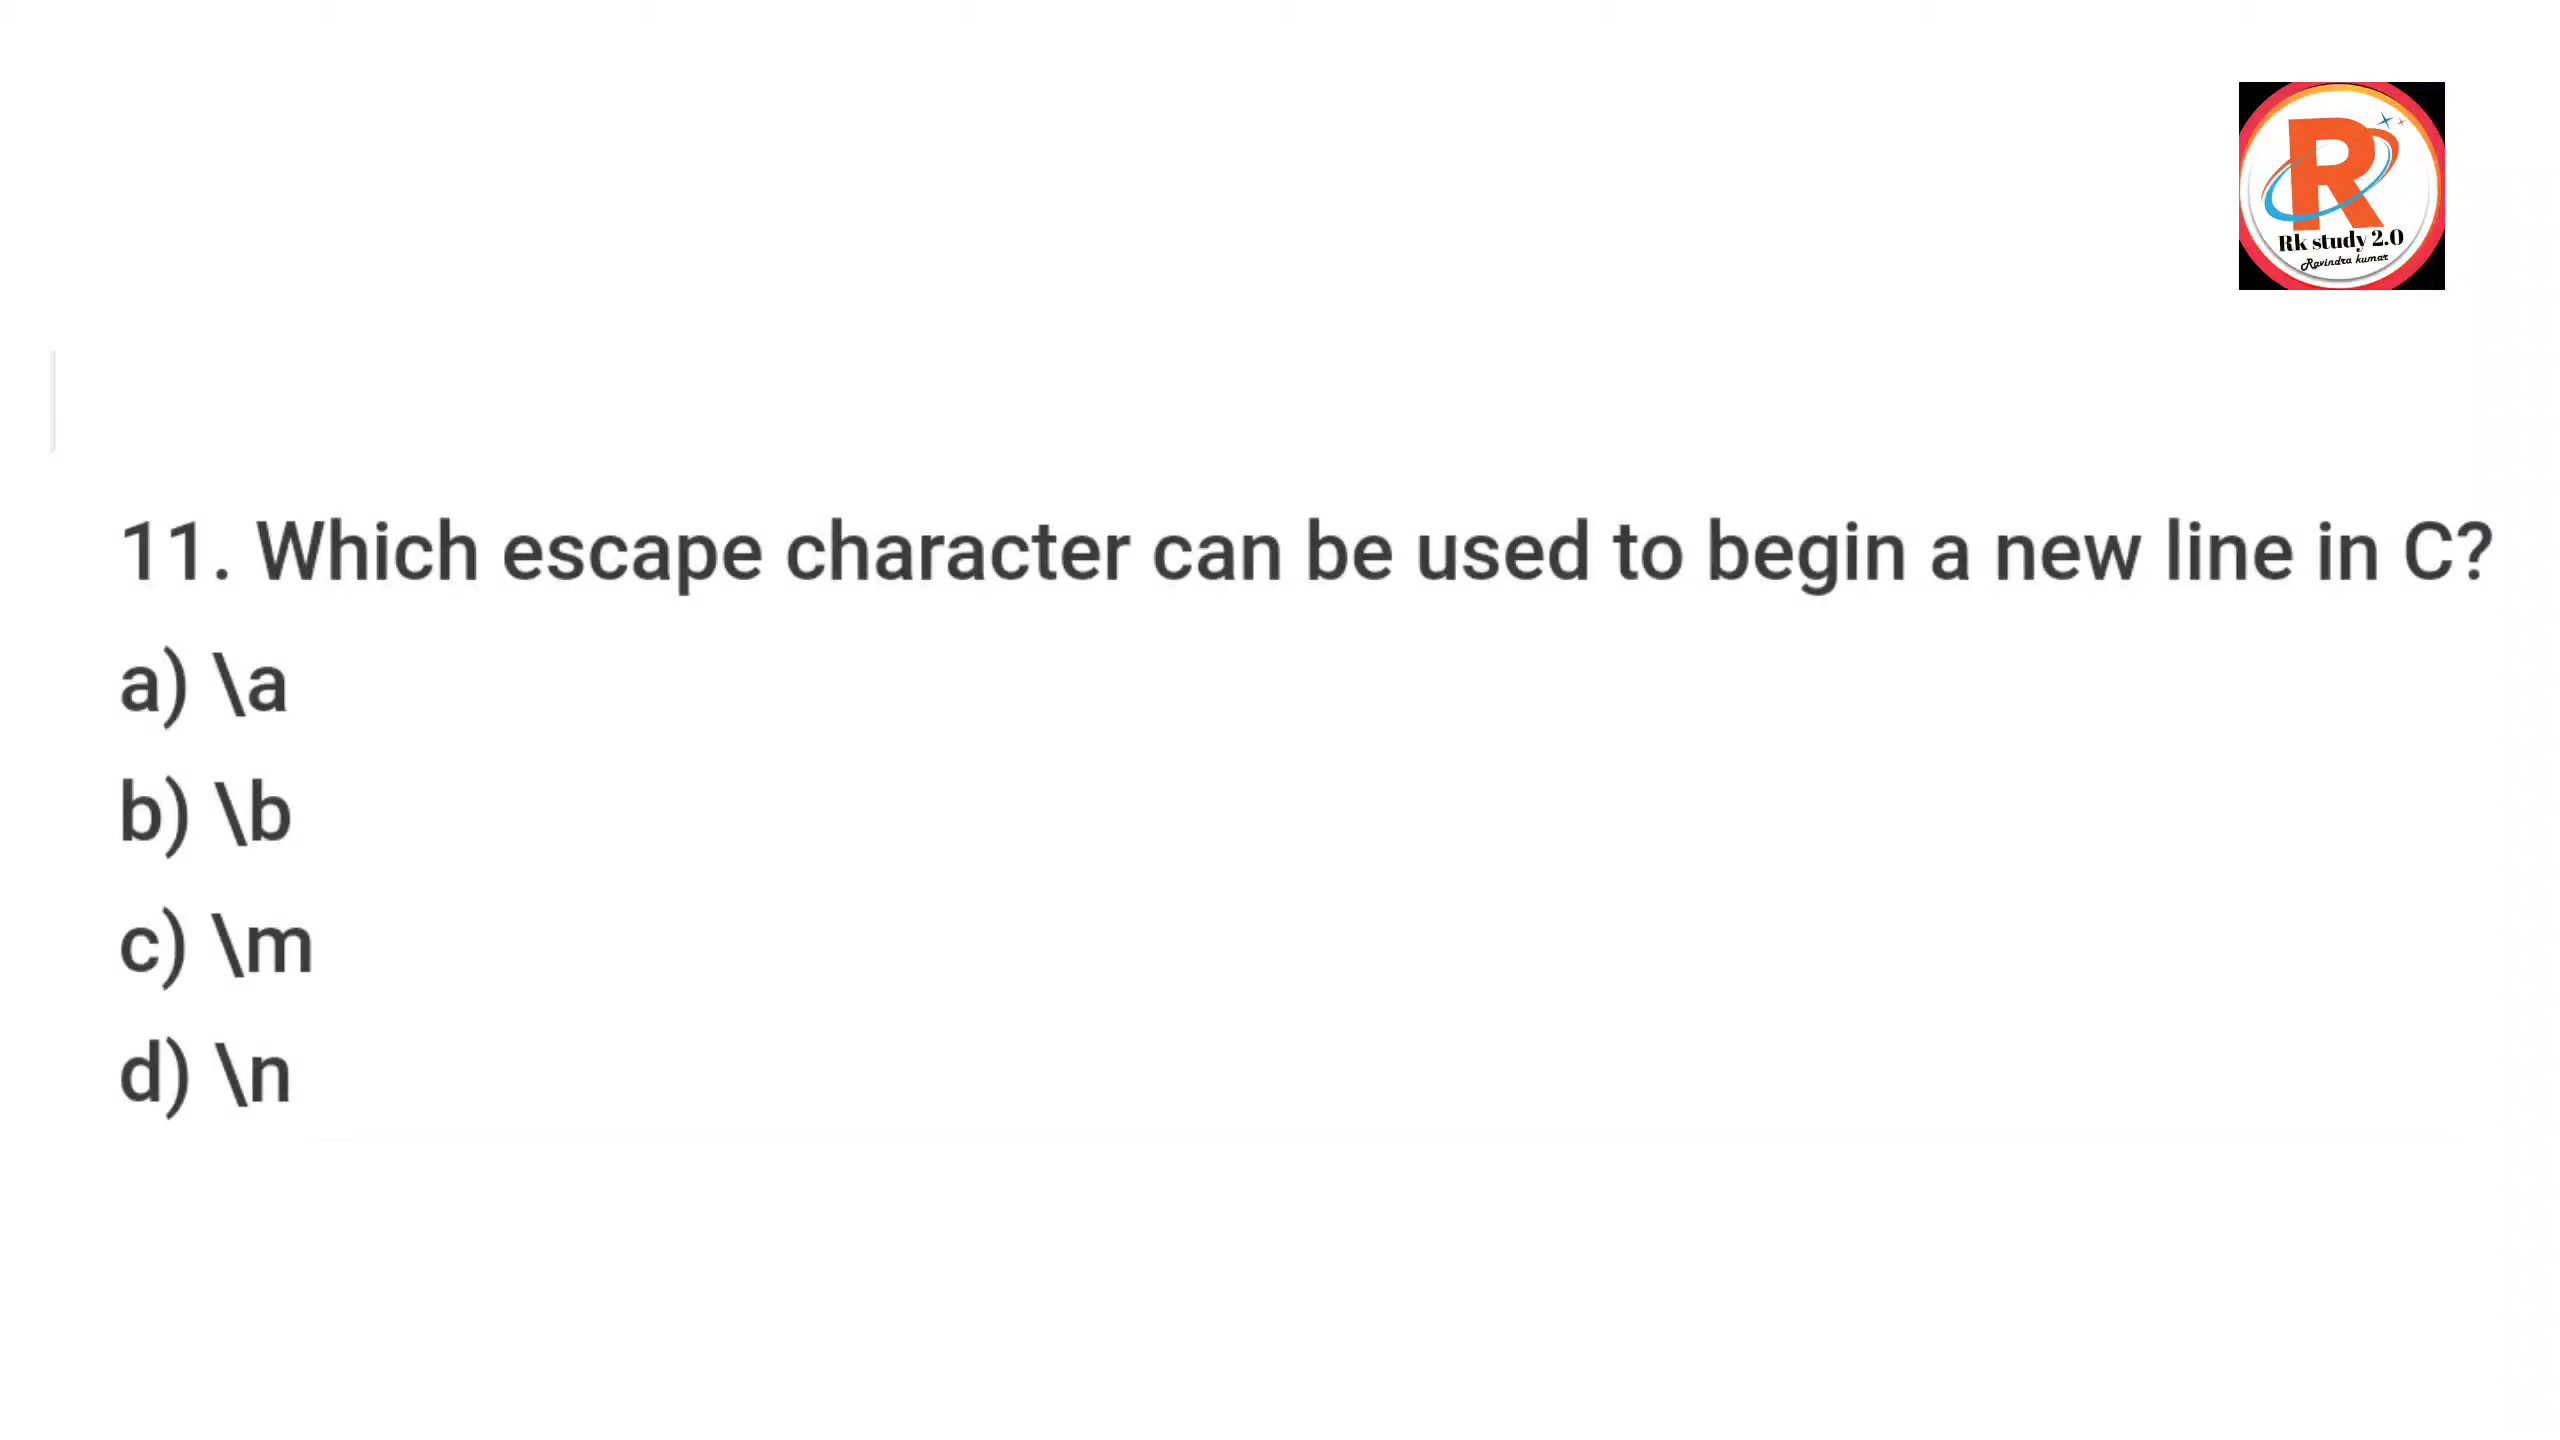 R
Rk study 2.0
Ravindra kumar
11. Which escape character can be used to begin a new line in C?
a) \a
b) \b
c) \m
d) \n